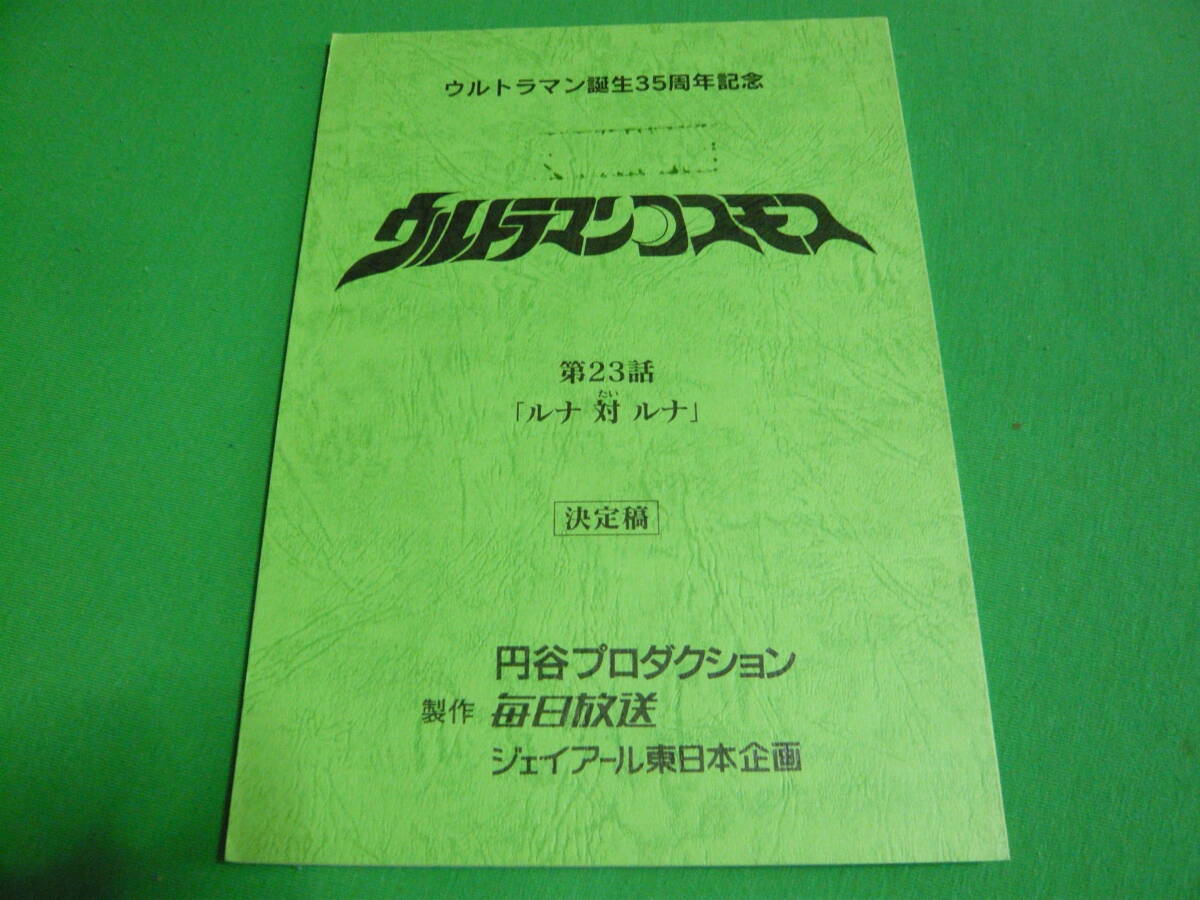 ウルトラマン誕生35周年記念
ウルトラマンコスモス
第23話
たい
「ルナ 対 ルナ」
決定稿
円谷プロダクション
製作 毎日放送
ジェイアール東日本企画